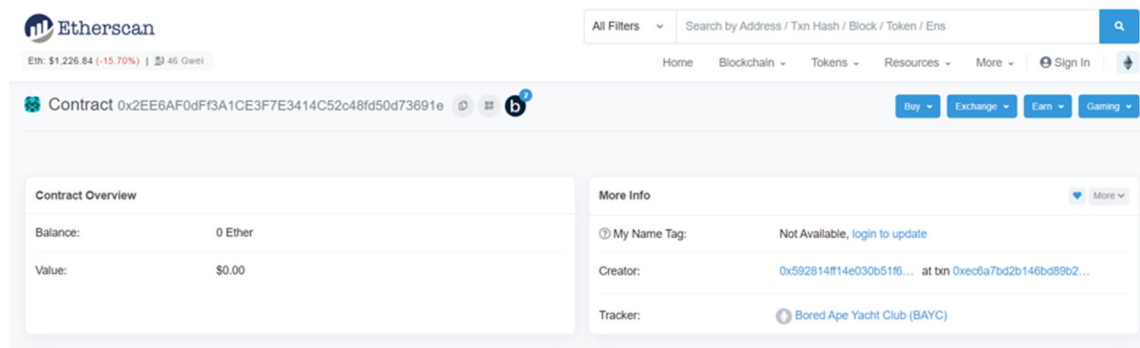 Etherscan
All Filters Search by Address / Txn Hash / Block / Token / Ens
Eth: $1,226.84 (-15.70%) | 46 Gwei
Home Blockchain Tokens Resources More Sign In
Contract 0x2EE6AF0dFf3A1CE3F7E3414C52c48fd50d73691e b 2
Buy Exchange Earn Gaming
Contract Overview
Balance: 0 Ether
Value: $0.00
More Info
More
My Name Tag: Not Available, login to update
Creator: 0x592814ff14e030b51f6... at txn 0xec6a7bd2b146bd89b2...
Tracker: Bored Ape Yacht Club (BAYC)